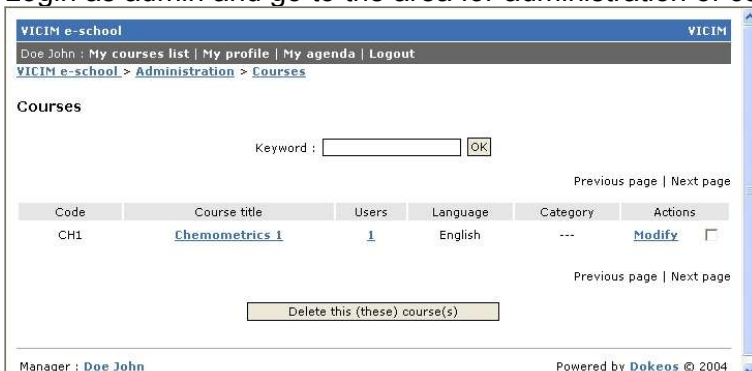 Login as admin and go to the area for administration of
VICIM e-school VICIM
Doe John : My courses list | My profile | My agenda | Logout
VICIM e-school > Administration > Courses
Courses
Keyword : OK
Previous page | Next page
Code Course title Users Language Category Actions
CH1 Chemometrics 1 1 English --- Modify
Previous page | Next page
Delete this (these) course(s)
Manager : Doe John Powered by Dokeos © 2004